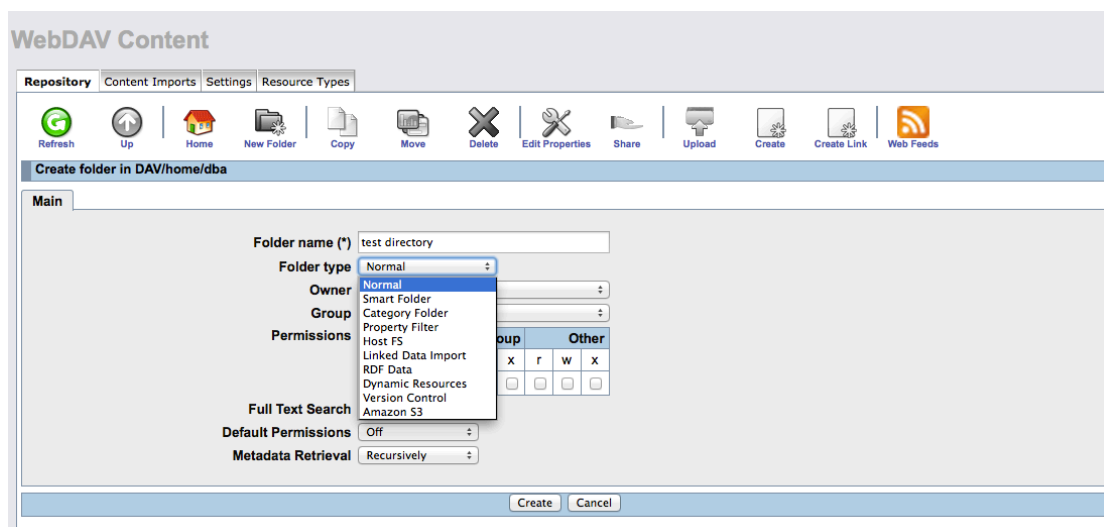 WebDAV Content
Repository Content Imports Settings Resource Types
Refresh Up Home New Folder Copy Move Delete Edit Properties Share Upload Create Create Link Web Feeds
Create folder in DAV/home/dba
Main
Folder name (*) test directory
Folder type Normal
Normal
Owner
Smart Folder
Category Folder
Group
Property Filter
Permissions
Host FS
oup Other
Linked Data Import
x r w x
RDF Data
Dynamic Resources
Version Control
Full Text Search
Amazon S3
Default Permissions Off
Metadata Retrieval Recursively
Create Cancel